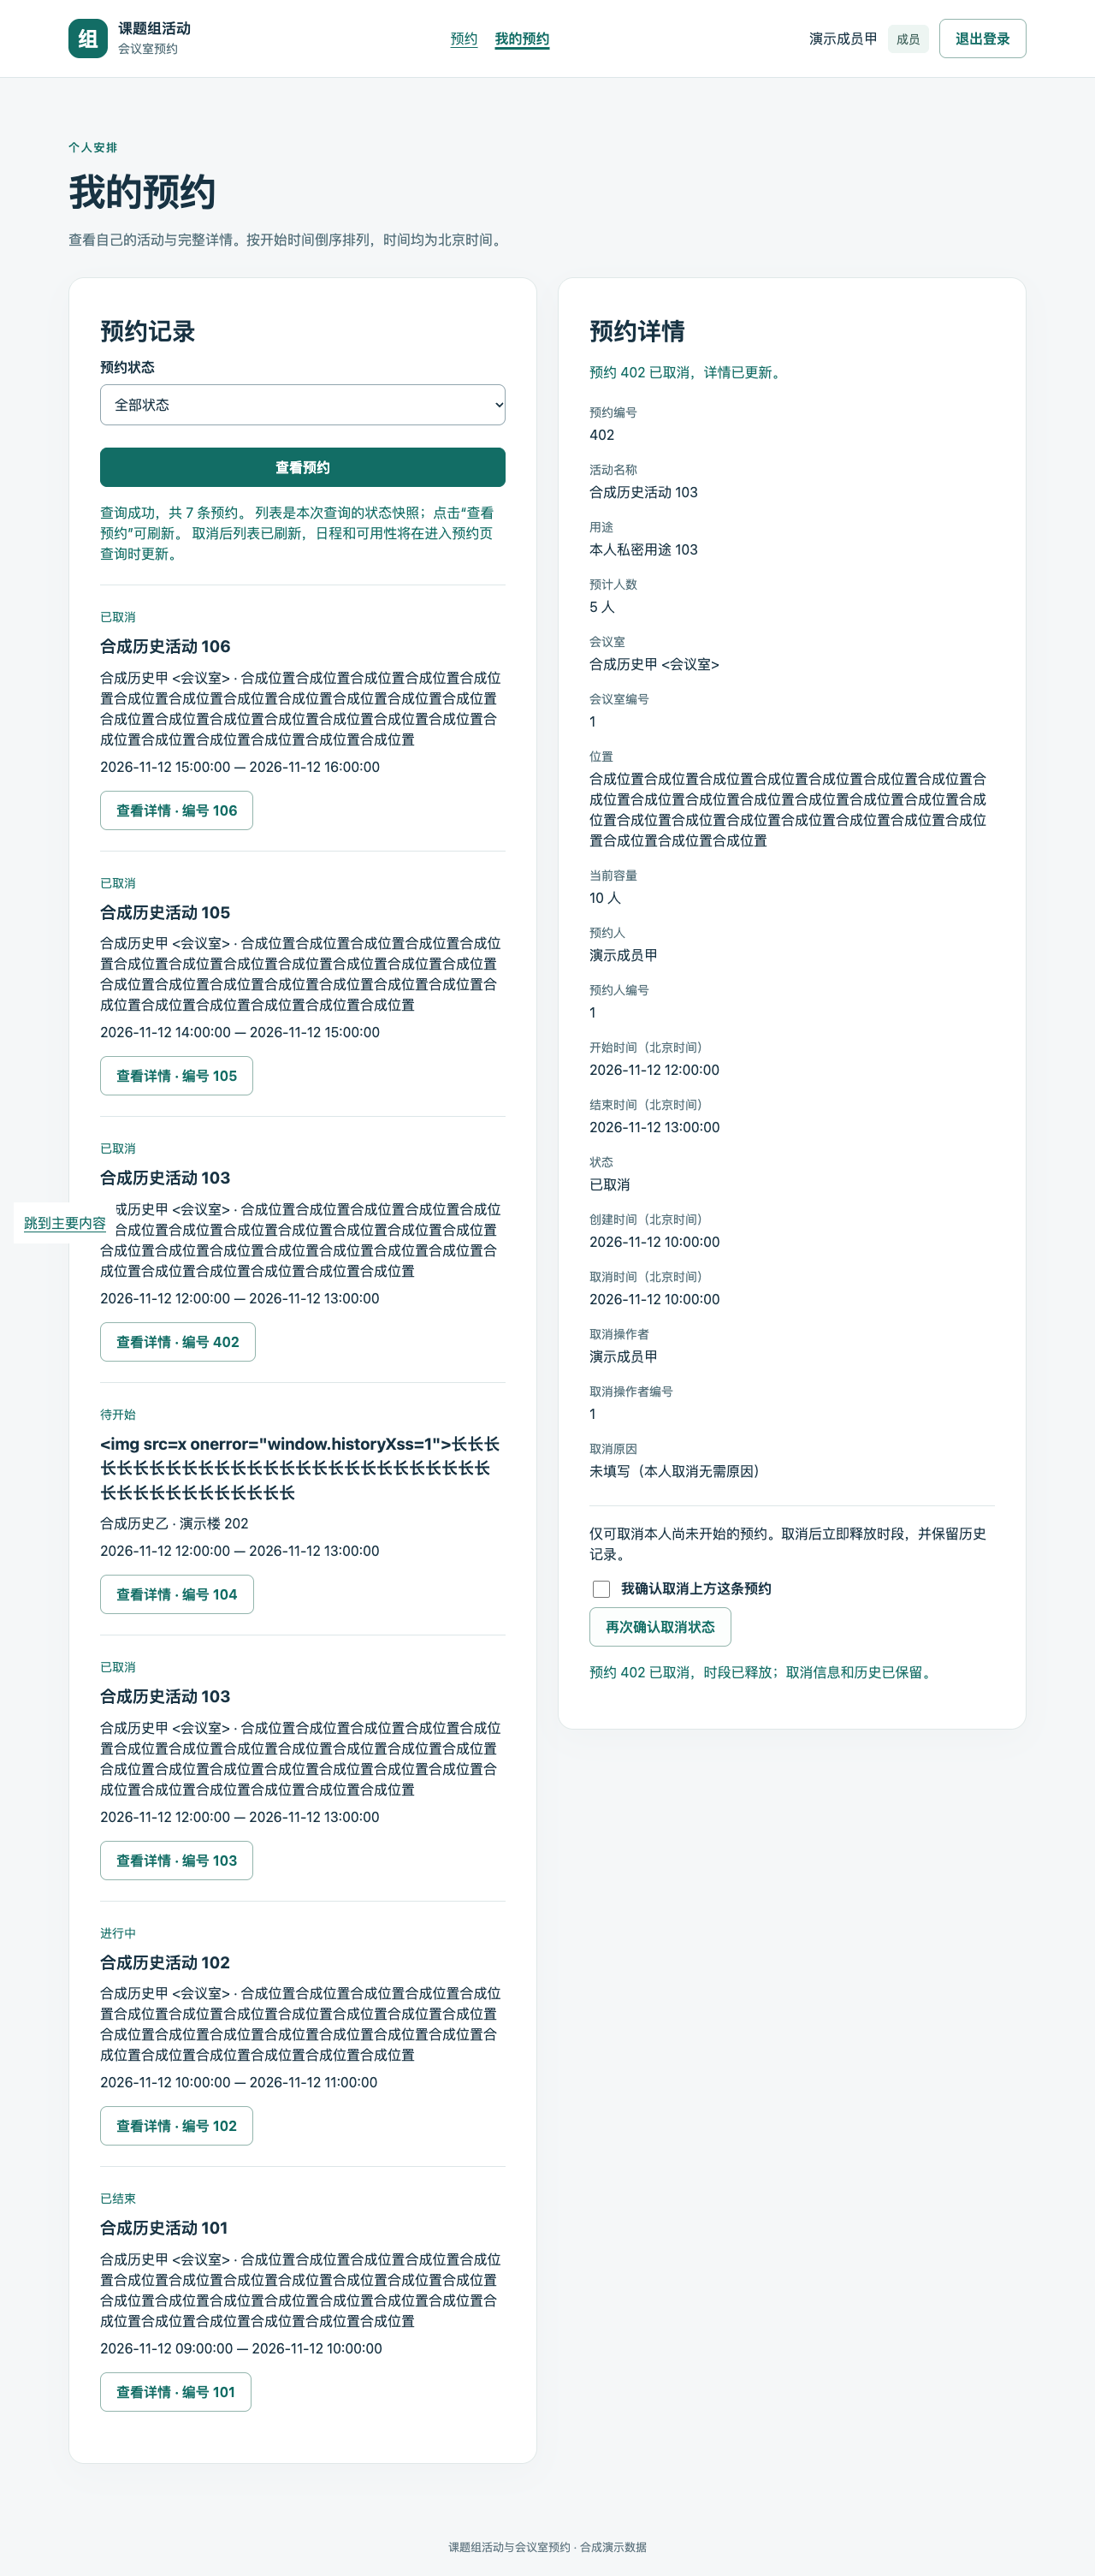 组
课题组活动
会议室预约
预约
我的预约
演示成员甲
成员
退出登录
个人安排
我的预约
查看自己的活动与完整详情。按开始时间倒序排列，时间均为北京时间。
预约记录
预约状态
全部状态
查看预约
查询成功，共 7 条预约。 列表是本次查询的状态快照；点击“查看
预约”可刷新。 取消后列表已刷新，日程和可用性将在进入预约页
查询时更新。
已取消
合成历史活动 106
合成历史甲 <会议室> · 合成位置合成位置合成位置合成位置合成位
置合成位置合成位置合成位置合成位置合成位置合成位置合成位置
合成位置合成位置合成位置合成位置合成位置合成位置合成位置合
成位置合成位置合成位置合成位置合成位置合成位置
2026-11-12 15:00:00 — 2026-11-12 16:00:00
查看详情 · 编号 106
已取消
合成历史活动 105
合成历史甲 <会议室> · 合成位置合成位置合成位置合成位置合成位
置合成位置合成位置合成位置合成位置合成位置合成位置合成位置
合成位置合成位置合成位置合成位置合成位置合成位置合成位置合
成位置合成位置合成位置合成位置合成位置合成位置
2026-11-12 14:00:00 — 2026-11-12 15:00:00
查看详情 · 编号 105
已取消
合成历史活动 103
成历史甲 <会议室> · 合成位置合成位置合成位置合成位置合成位
跳到主要内容
合成位置合成位置合成位置合成位置合成位置合成位置合成位置
合成位置合成位置合成位置合成位置合成位置合成位置合成位置合
成位置合成位置合成位置合成位置合成位置合成位置
2026-11-12 12:00:00 — 2026-11-12 13:00:00
查看详情 · 编号 402
待开始
<img src=x onerror="window.historyXss=1">长长长
长长长长长长长长长长长长长长长长长长长长长长长长
长长长长长长长长长长长长
合成历史乙 · 演示楼 202
2026-11-12 12:00:00 — 2026-11-12 13:00:00
查看详情 · 编号 104
已取消
合成历史活动 103
合成历史甲 <会议室> · 合成位置合成位置合成位置合成位置合成位
置合成位置合成位置合成位置合成位置合成位置合成位置合成位置
合成位置合成位置合成位置合成位置合成位置合成位置合成位置合
成位置合成位置合成位置合成位置合成位置合成位置
2026-11-12 12:00:00 — 2026-11-12 13:00:00
查看详情 · 编号 103
进行中
合成历史活动 102
合成历史甲 <会议室> · 合成位置合成位置合成位置合成位置合成位
置合成位置合成位置合成位置合成位置合成位置合成位置合成位置
合成位置合成位置合成位置合成位置合成位置合成位置合成位置合
成位置合成位置合成位置合成位置合成位置合成位置
2026-11-12 10:00:00 — 2026-11-12 11:00:00
查看详情 · 编号 102
已结束
合成历史活动 101
合成历史甲 <会议室> · 合成位置合成位置合成位置合成位置合成位
置合成位置合成位置合成位置合成位置合成位置合成位置合成位置
合成位置合成位置合成位置合成位置合成位置合成位置合成位置合
成位置合成位置合成位置合成位置合成位置合成位置
2026-11-12 09:00:00 — 2026-11-12 10:00:00
查看详情 · 编号 101
预约详情
预约 402 已取消，详情已更新。
预约编号
402
活动名称
合成历史活动 103
用途
本人私密用途 103
预计人数
5 人
会议室
合成历史甲 <会议室>
会议室编号
1
位置
合成位置合成位置合成位置合成位置合成位置合成位置合成位置合
成位置合成位置合成位置合成位置合成位置合成位置合成位置合成
位置合成位置合成位置合成位置合成位置合成位置合成位置合成位
置合成位置合成位置合成位置
当前容量
10 人
预约人
演示成员甲
预约人编号
1
开始时间（北京时间）
2026-11-12 12:00:00
结束时间（北京时间）
2026-11-12 13:00:00
状态
已取消
创建时间（北京时间）
2026-11-12 10:00:00
取消时间（北京时间）
2026-11-12 10:00:00
取消操作者
演示成员甲
取消操作者编号
1
取消原因
未填写（本人取消无需原因）
仅可取消本人尚未开始的预约。取消后立即释放时段，并保留历史
记录。
我确认取消上方这条预约
再次确认取消状态
预约 402 已取消，时段已释放；取消信息和历史已保留。
课题组活动与会议室预约 · 合成演示数据